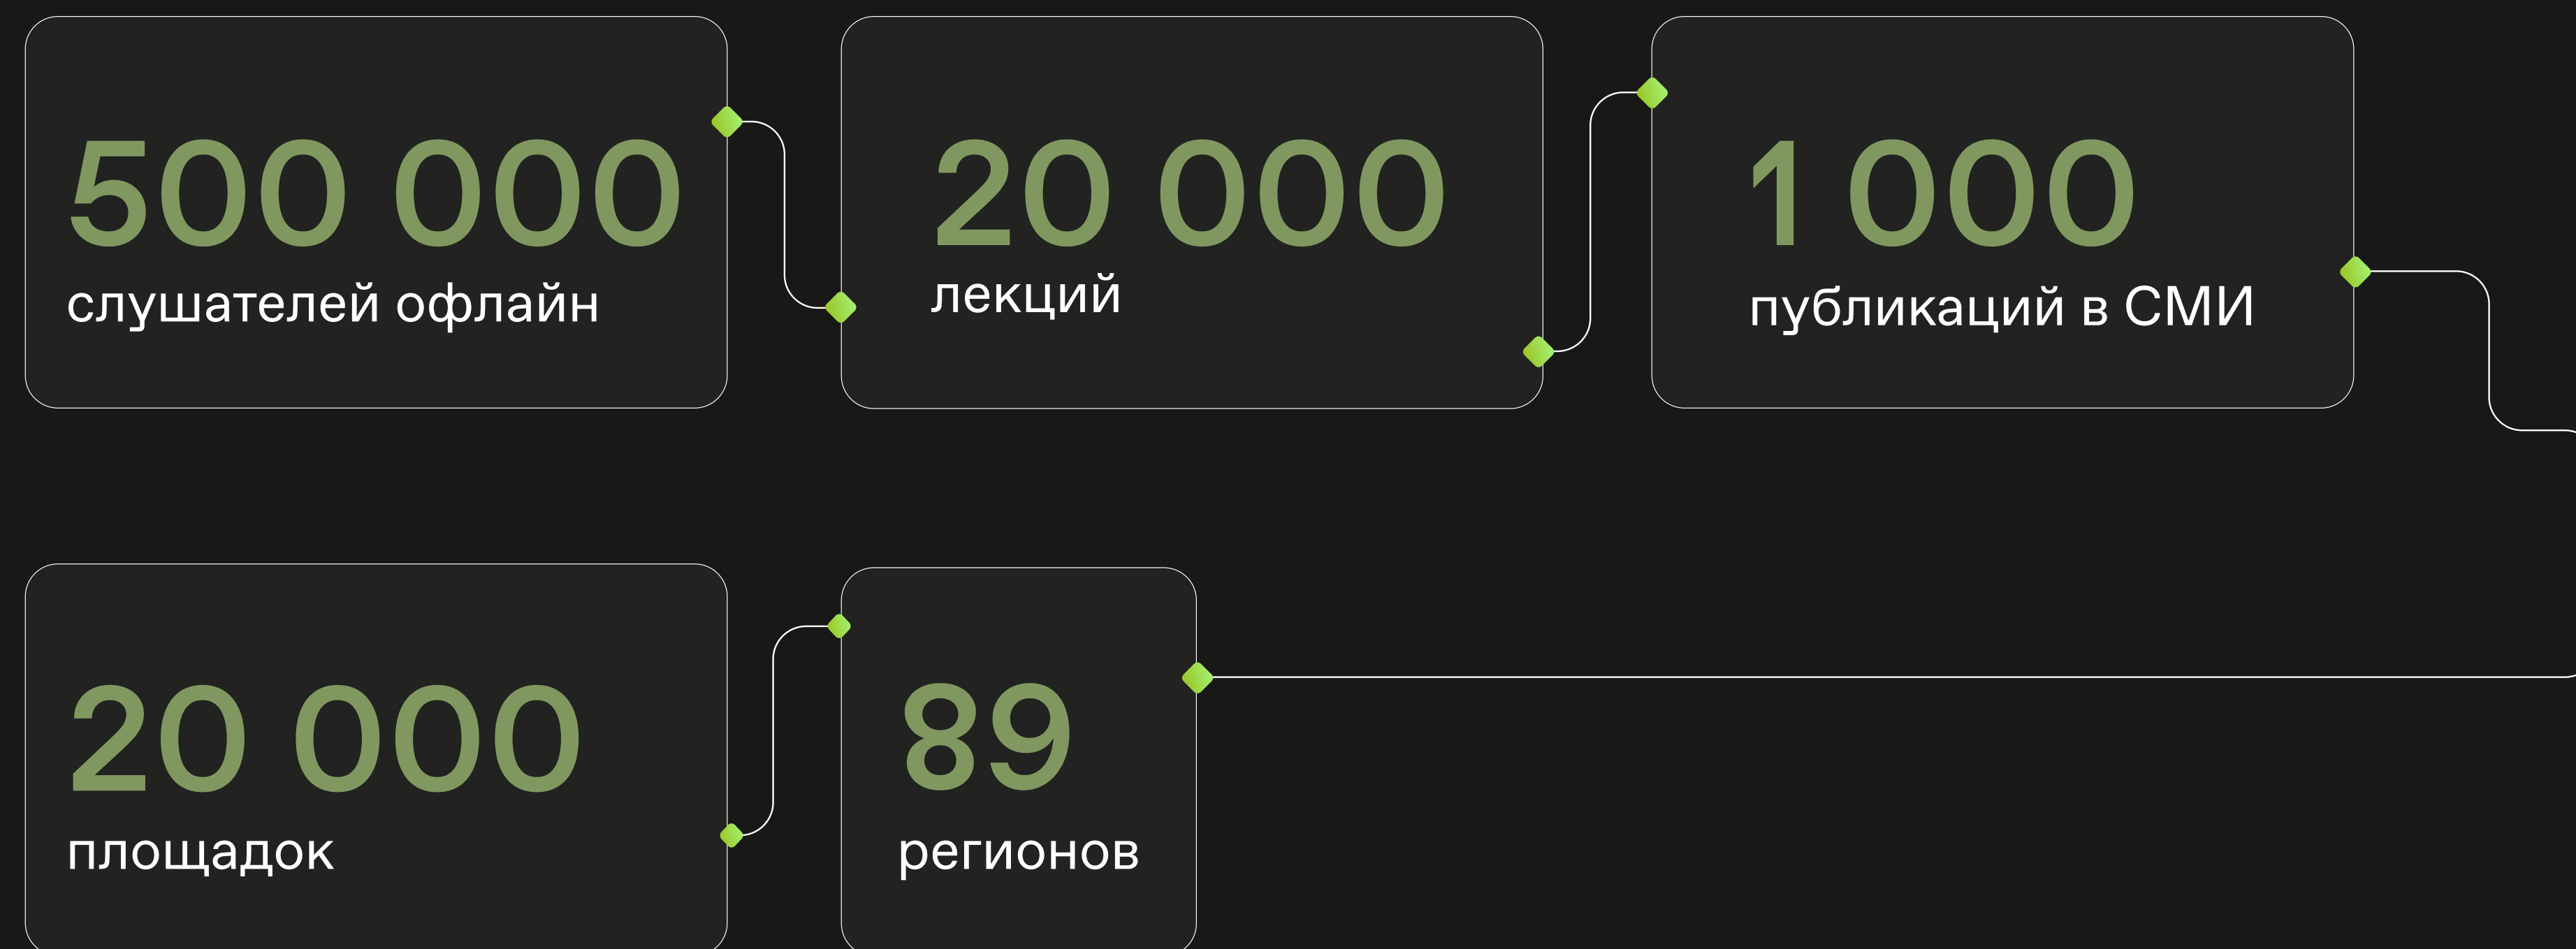 500 000
слушателей офлайн
20 000
лекций
1 000
публикаций в СМИ
20 000
площадок
89
регионов